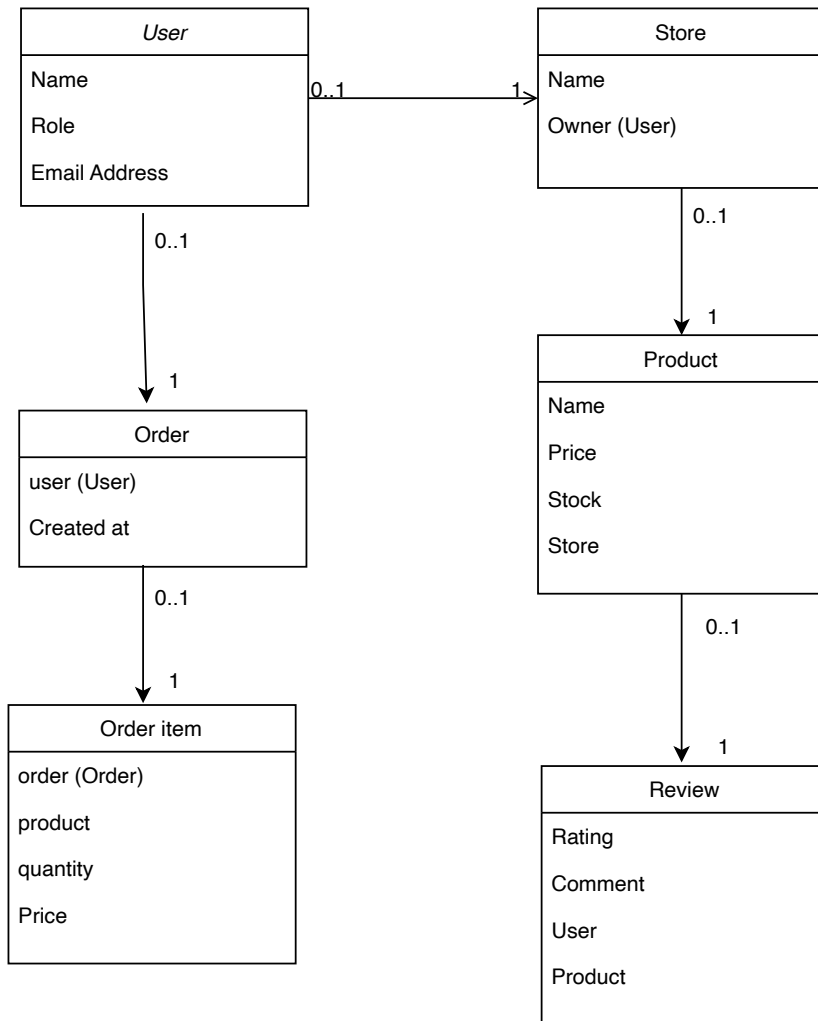 User
Name
Role
Email Address
0..1
1
Store
Name
Owner (User)
0..1
1
Order
user (User)
Created at
0..1
1
Order item
order (Order)
product
quantity
Price
0..1
1
Product
Name
Price
Stock
Store
0..1
1
Review
Rating
Comment
User
Product